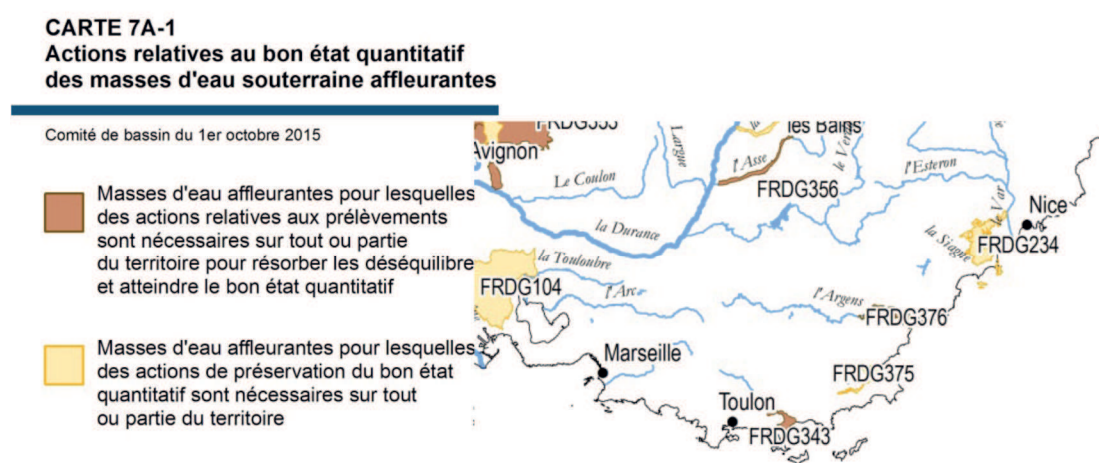 CARTE 7A-1
Actions relatives au bon état quantitatif
des masses d'eau souterraine affleurantes
Comité de bassin du 1er octobre 2015
Masses d'eau affleurantes pour lesquelles
des actions relatives aux prélèvements
sont nécessaires sur tout ou partie
du territoire pour résorber les déséquilibre
et atteindre le bon état quantitatif
Masses d'eau affleurantes pour lesquelles
des actions de préservation du bon état
quantitatif sont nécessaires sur tout
ou partie du territoire
les Bains
Avignon
Largue
l'Asse
Le Coulon
FRDG356
l'Esteron
le Var
Nice
la Durance
la Siagne
FRDG234
la Touloubre
FRDG104
l'Arc
l'Argens
FRDG376
Marseille
FRDG375
Toulon
FRDG343